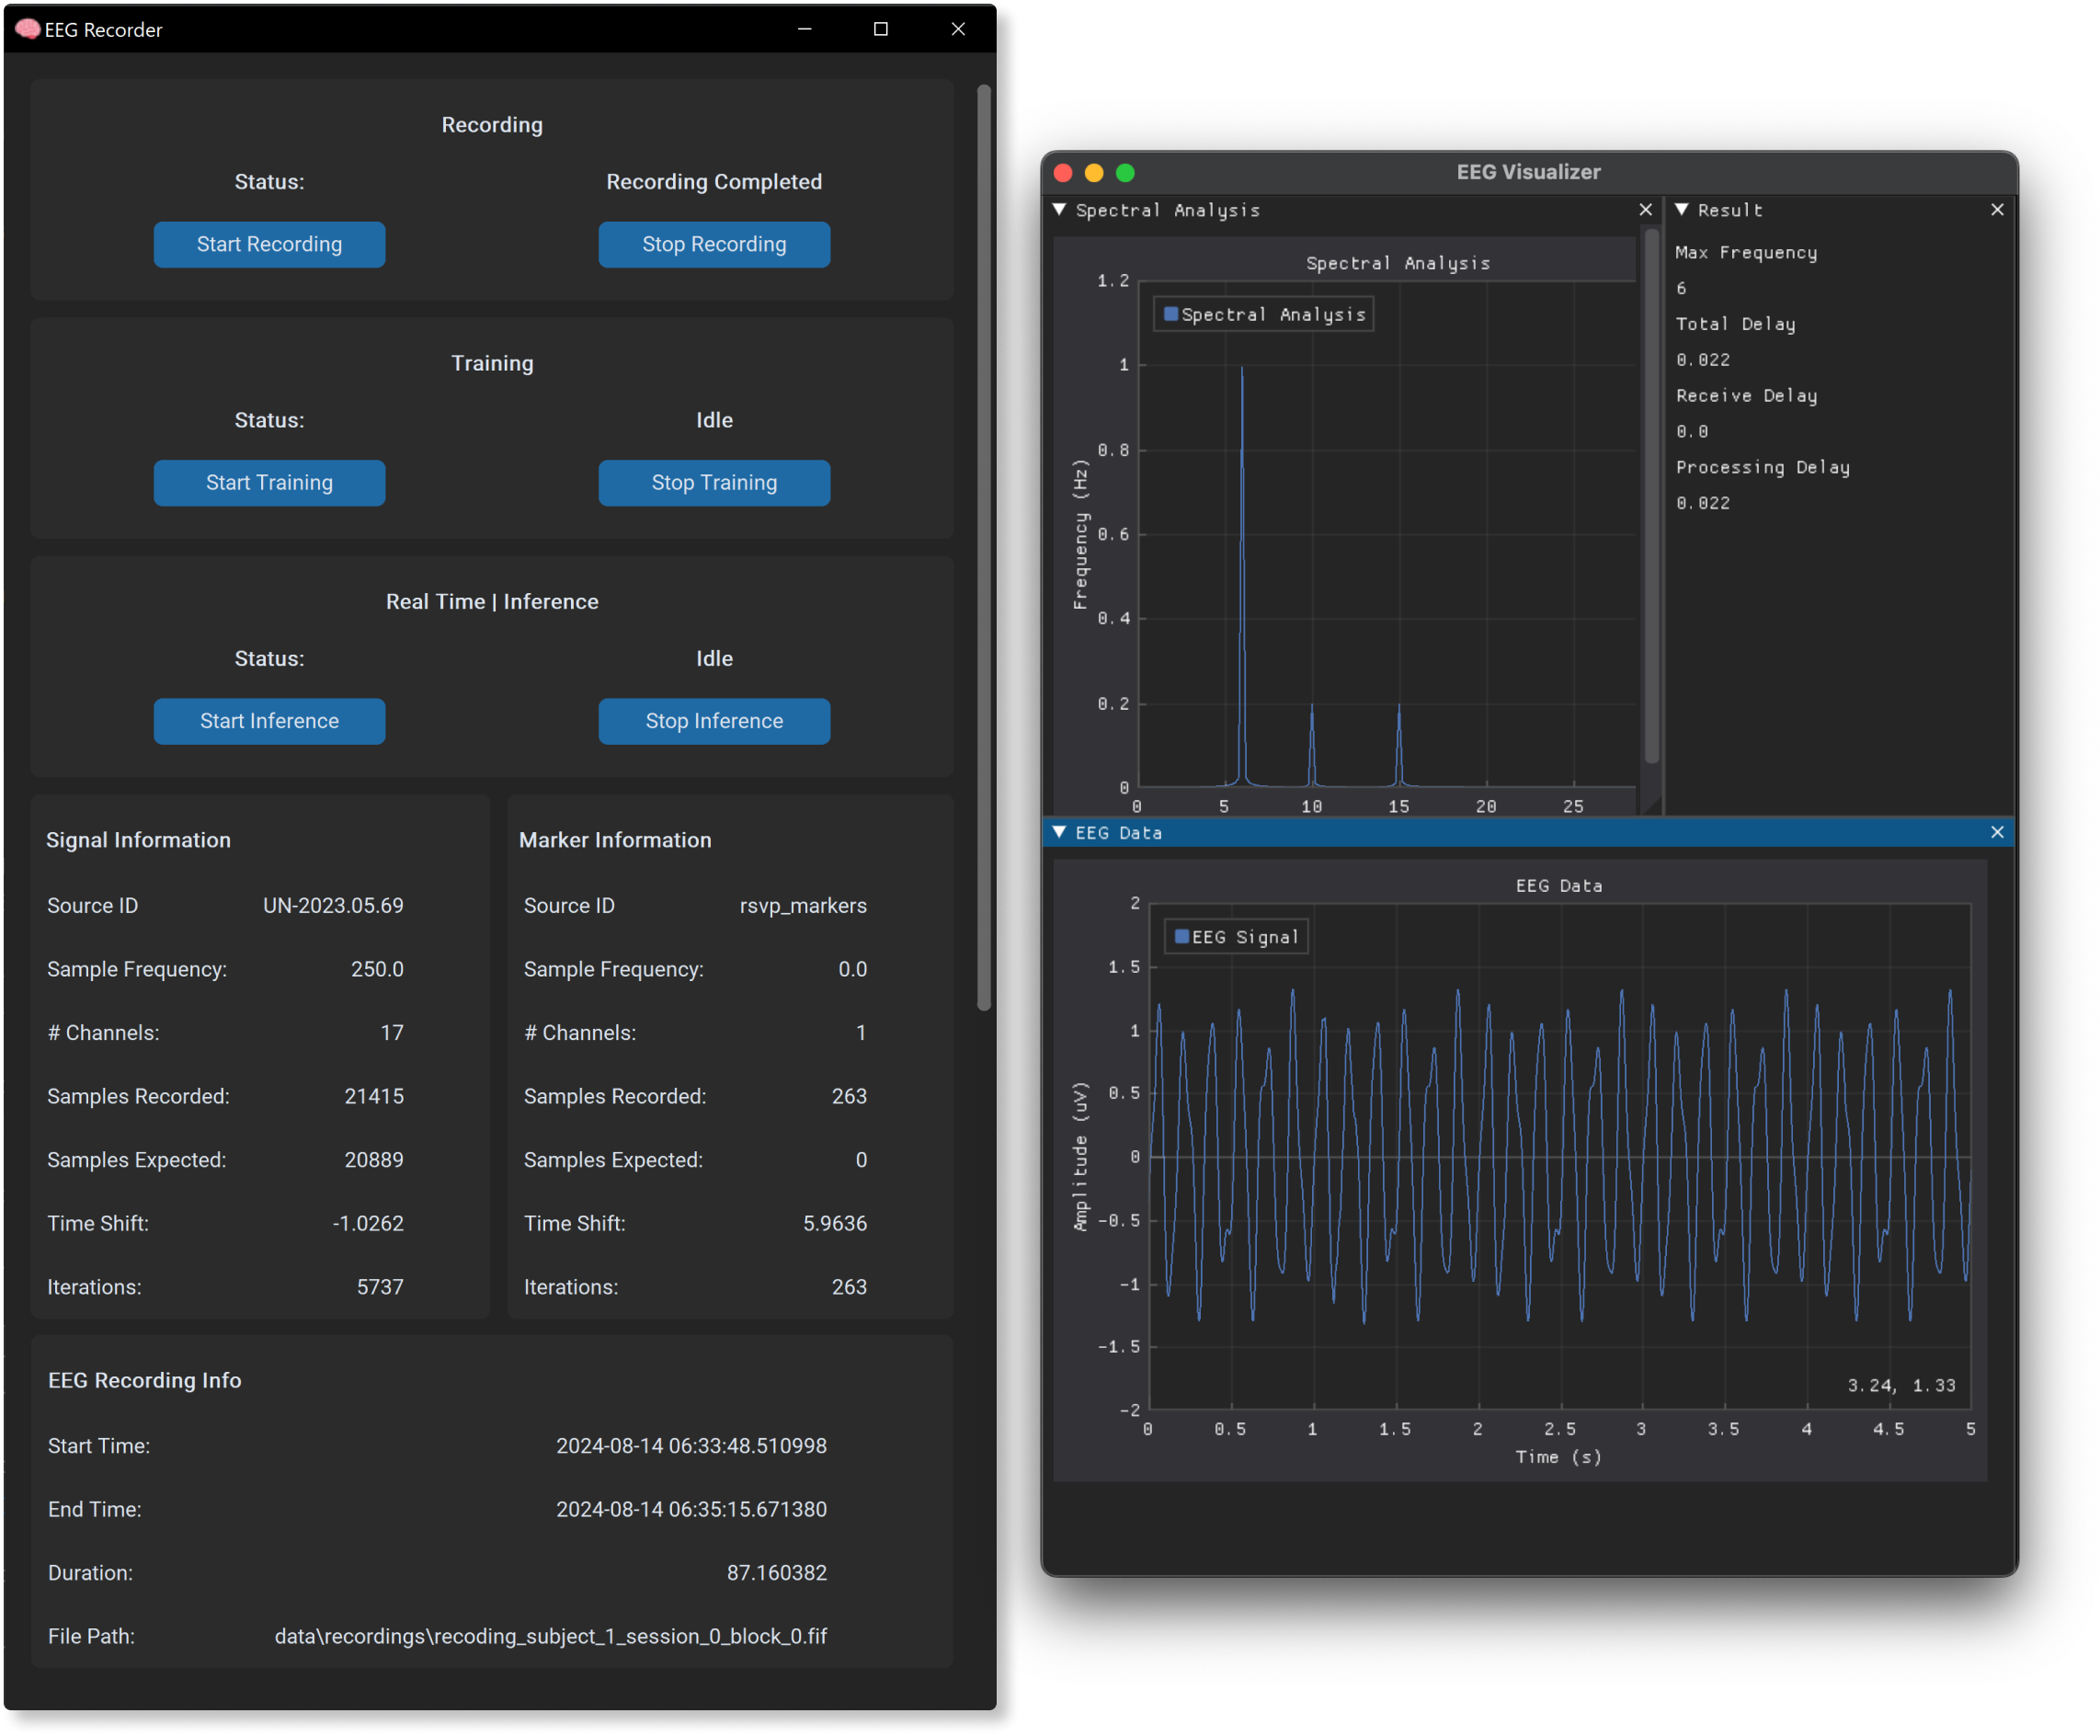 EEG Recorder
Recording
Status: Recording Completed
Start Recording Stop Recording
Training
Status: Idle
Start Training Stop Training
Real Time | Inference
Status: Idle
Start Inference Stop Inference
Signal Information
Source ID UN-2023.05.69
Sample Frequency: 250.0
# Channels: 17
Samples Recorded: 21415
Samples Expected: 20889
Time Shift: -1.0262
Iterations: 5737
Marker Information
Source ID rsvp_markers
Sample Frequency: 0.0
# Channels: 1
Samples Recorded: 263
Samples Expected: 0
Time Shift: 5.9636
Iterations: 263
EEG Recording Info
Start Time: 2024-08-14 06:33:48.510998
End Time: 2024-08-14 06:35:15.671380
Duration: 87.160382
File Path: data\recordings\recoding_subject_1_session_0_block_0.fif
EEG Visualizer
Spectral Analysis
Spectral Analysis
Spectral Analysis
Frequency (Hz)
1.2
1
0.8
0.6
0.4
0.2
0
0 5 10 15 20 25
Result
Max Frequency
6
Total Delay
0.022
Receive Delay
0.0
Processing Delay
0.022
EEG Data
EEG Data
EEG Signal
Amplitude (uV)
2
1.5
1
0.5
0
-0.5
-1
-1.5
-2
3.24, 1.33
0 0.5 1 1.5 2 2.5 3 3.5 4 4.5 5
Time (s)